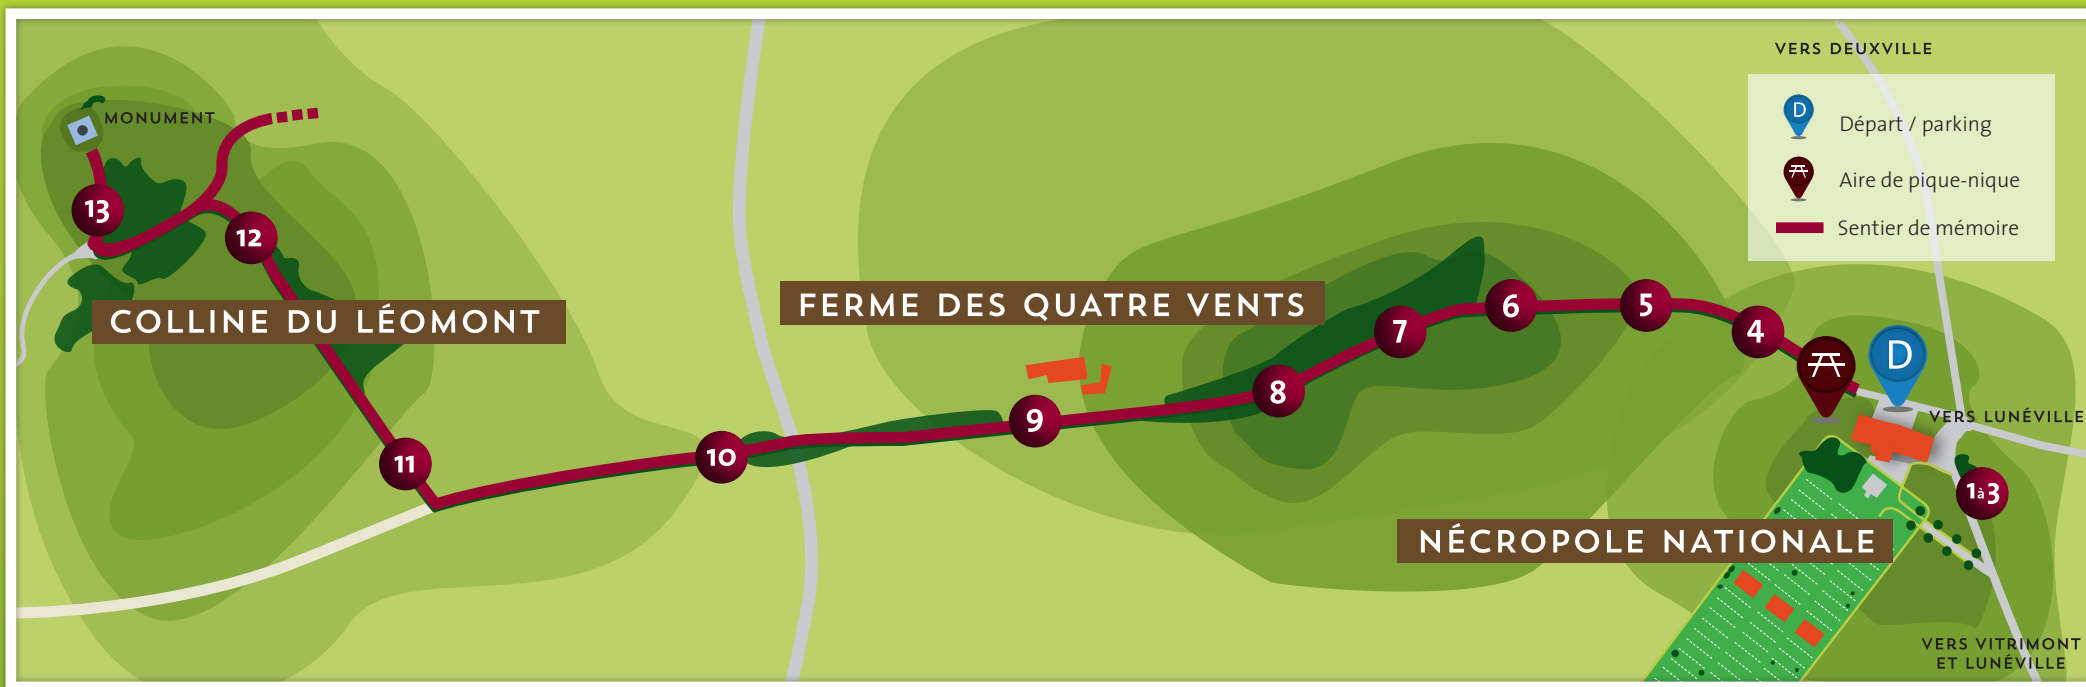 VERS DEUXVILLE
D
Départ / parking
Aire de pique-nique
Sentier de mémoire
MONUMENT
13
12
COLLINE DU LÉOMONT
FERME DES QUATRE VENTS
11
10
9
8
7
6
5
4
D
VERS LUNÉVILLE
1à3
NÉCROPOLE NATIONALE
VERS VITRIMONT
ET LUNÉVILLE